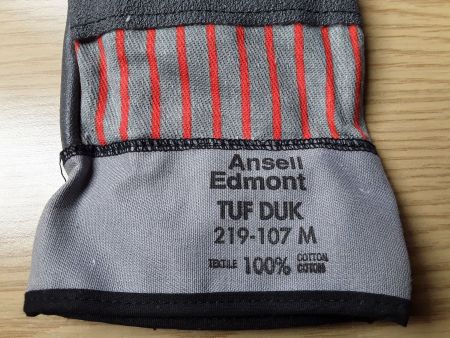 Ansell
Edmont
TUF DUK
219-107 M
TEXTILE 100% COTTON
COTON